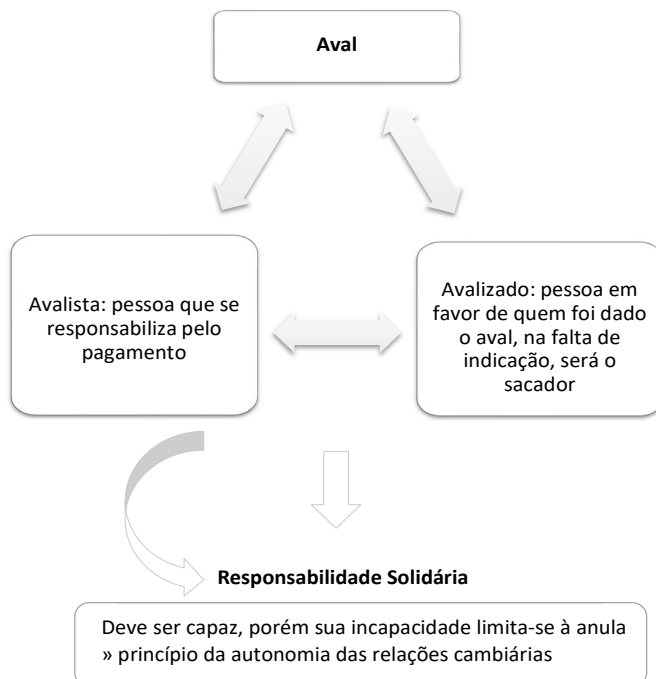 Aval
Avalista: pessoa que se
responsabiliza pelo
pagamento
Avalizado: pessoa em
favor de quem foi dado
o aval, na falta de
indicação, será o
sacador
Responsabilidade Solidária
Deve ser capaz, porém sua incapacidade limita-se à anula
» princípio da autonomia das relações cambiárias